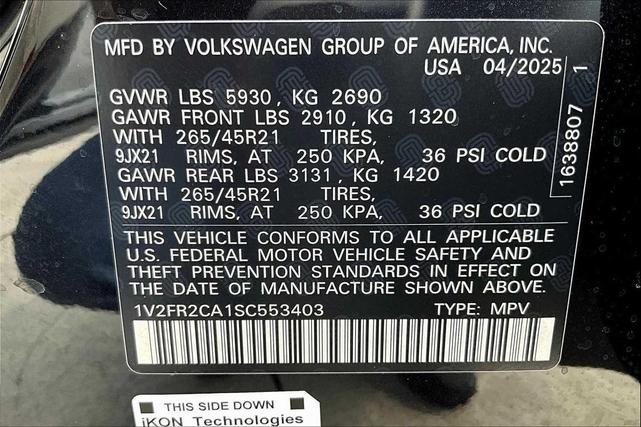 MFD BY VOLKSWAGEN GROUP OF AMERICA, INC.
USA 04/2025
GVWR LBS 5930 , KG 2690
GAWR FRONT LBS 2910 , KG 1320
WITH 265/45R21 TIRES,
9JX21 RIMS, AT 250 KPA, 36 PSI COLD
GAWR REAR LBS 3131 , KG 1420
WITH 265/45R21 TIRES,
9JX21 RIMS, AT 250 KPA, 36 PSI COLD
1638807 1
THIS VEHICLE CONFORMS TO ALL APPLICABLE
U.S. FEDERAL MOTOR VEHICLE SAFETY AND
THEFT PREVENTION STANDARDS IN EFFECT ON
THE DATE OF MANUFACTURE SHOWN ABOVE.
1V2FR2CA1SC553403 TYPE: MPV
THIS SIDE DOWN
iKON Technologies